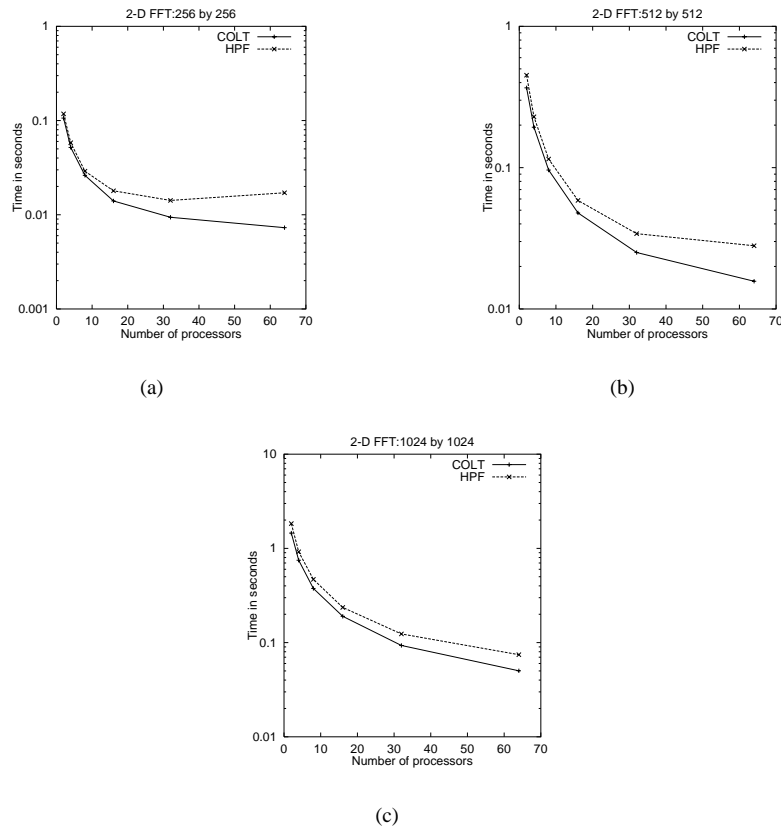 2-D FFT:256 by 256
1
0.1
0.01
0.001
Time in seconds
COLT
HPF
0 10 20 30 40 50 60 70
Number of processors
(a)
2-D FFT:512 by 512
1
0.1
0.01
Time in seconds
COLT
HPF
0 10 20 30 40 50 60 70
Number of processors
(b)
2-D FFT:1024 by 1024
10
1
0.1
0.01
Time in seconds
COLT
HPF
0 10 20 30 40 50 60 70
Number of processors
(c)